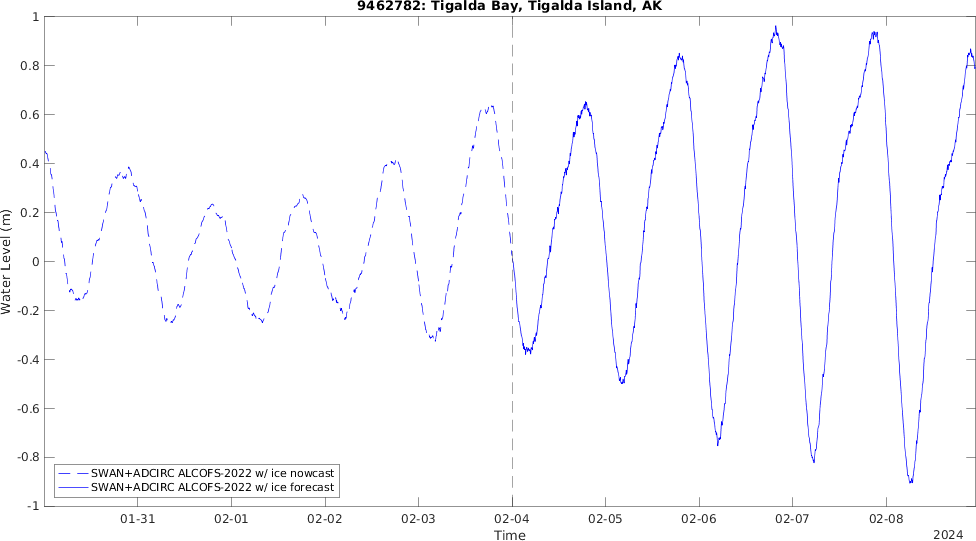 9462782: Tigalda Bay, Tigalda Island, AK
1
0.8
0.6
0.4
0.2
0
-0.2
-0.4
-0.6
-0.8
-1
Water Level (m)
SWAN+ADCIRC ALCOFS-2022 w/ ice nowcast
SWAN+ADCIRC ALCOFS-2022 w/ ice forecast
01-31 02-01 02-02 02-03 02-04 02-05 02-06 02-07 02-08
Time
2024